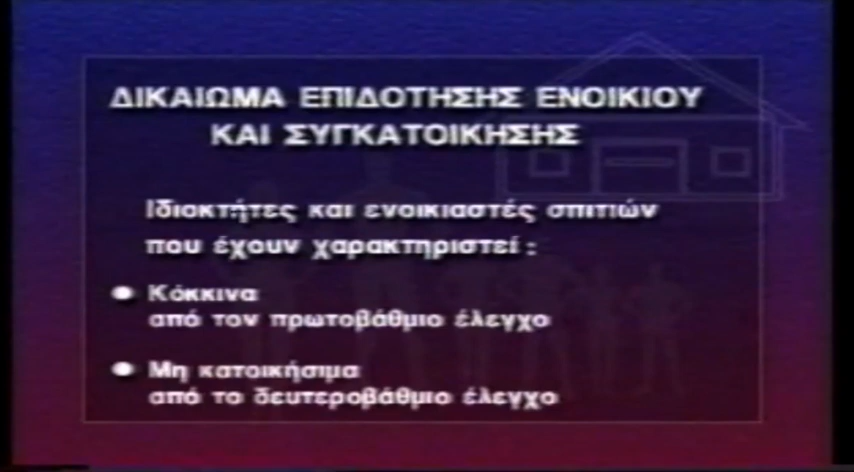 ΔΙΚΑΙΩΜΑ ΕΠΙΔΟΤΗΣΗΣ ΕΝΟΙΚΙΟΥ
ΚΑΙ ΣΥΓΚΑΤΟΙΚΗΣΗΣ
Ιδιοκτήτες και ενοικιαστές σπιτιών
που έχουν χαρακτηριστεί :
● Κόκκινα
από τον πρωτοβάθμιο έλεγχο
● Μη κατοικήσιμα
από το δευτεροβάθμιο έλεγχο